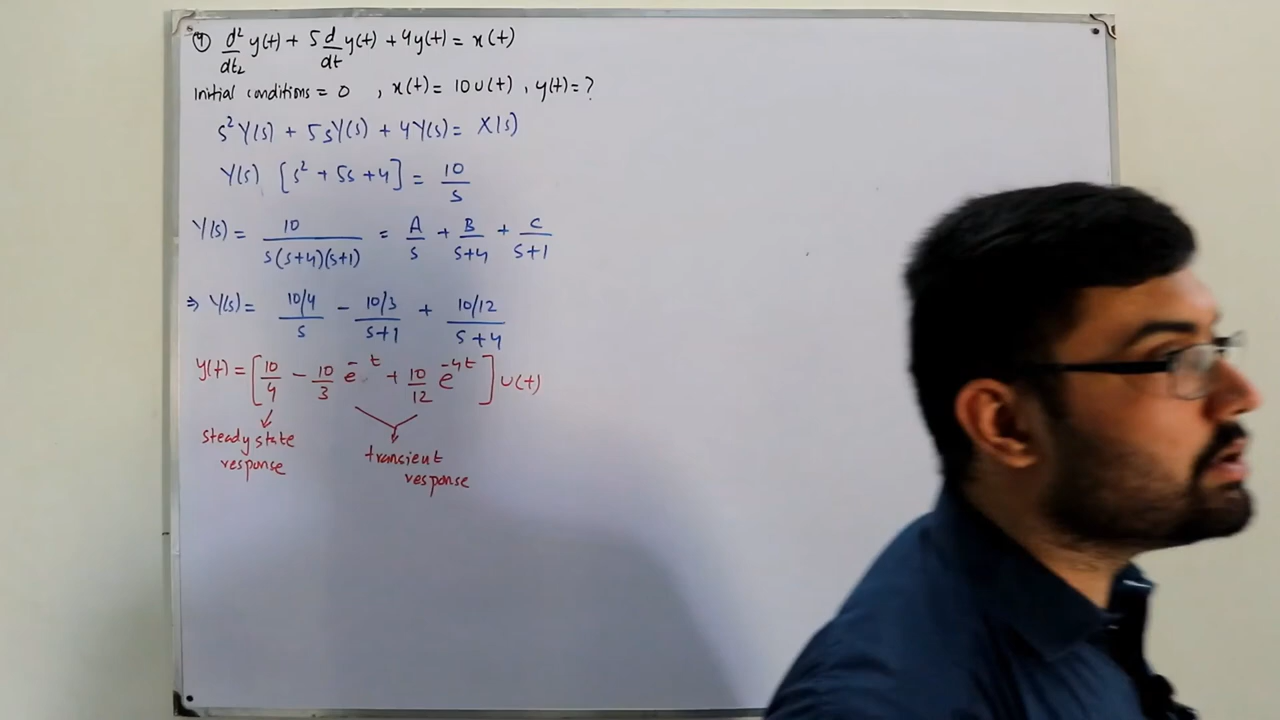 ① d²/dt₂ y(t) + 5 d/dt y(t) + 4y(t) = x(t)
Initial conditions = 0 , x(t) = 10u(t) , y(t) = ?
s²Y(s) + 5sY(s) + 4Y(s) = X(s)
Y(s) [s² + 5s + 4] = 10/s
Y(s) = 10/s(s+4)(s+1) = A/s + B/s+4 + C/s+1
⇒ Y(s) = 10/4/s - 10/3/s+1 + 10/12/s+4
y(t) = [10/4 - 10/3 e^-t + 10/12 e^-4t] u(t)
steady state response
transient response